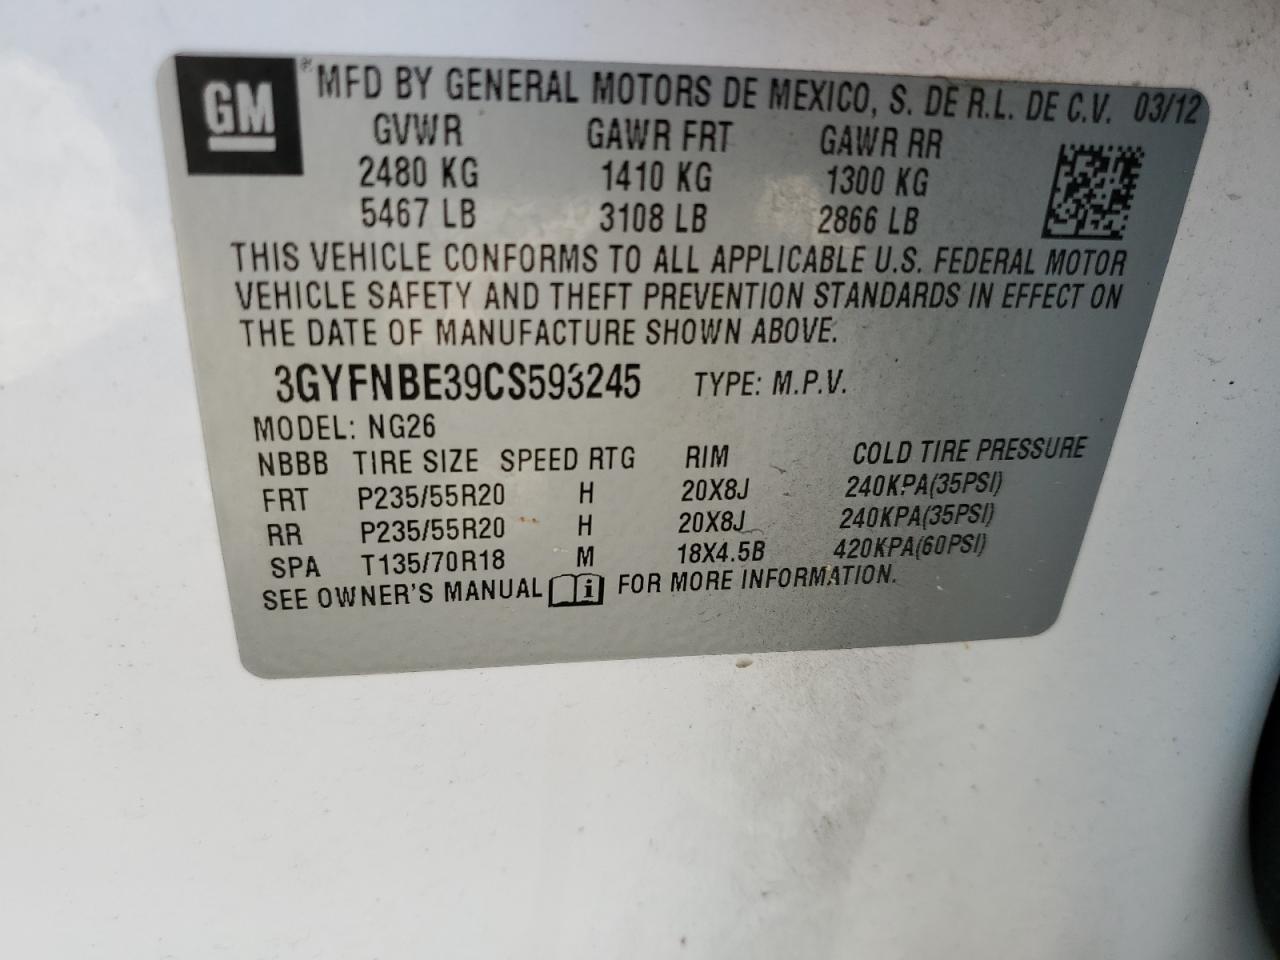 GM ® MFD BY GENERAL MOTORS DE MEXICO, S. DE R.L. DE C.V. 03/12
GVWR GAWR FRT GAWR RR
2480 KG 1410 KG 1300 KG
5467 LB 3108 LB 2866 LB
THIS VEHICLE CONFORMS TO ALL APPLICABLE U.S. FEDERAL MOTOR
VEHICLE SAFETY AND THEFT PREVENTION STANDARDS IN EFFECT ON
THE DATE OF MANUFACTURE SHOWN ABOVE.
3GYFNBE39CS593245 TYPE: M.P.V.
MODEL: NG26
NBBB TIRE SIZE SPEED RTG RIM COLD TIRE PRESSURE
FRT P235/55R20 H 20X8J 240KPA(35PSI)
RR P235/55R20 H 20X8J 240KPA(35PSI)
SPA T135/70R18 M 18X4.5B 420KPA(60PSI)
SEE OWNER'S MANUAL i FOR MORE INFORMATION.